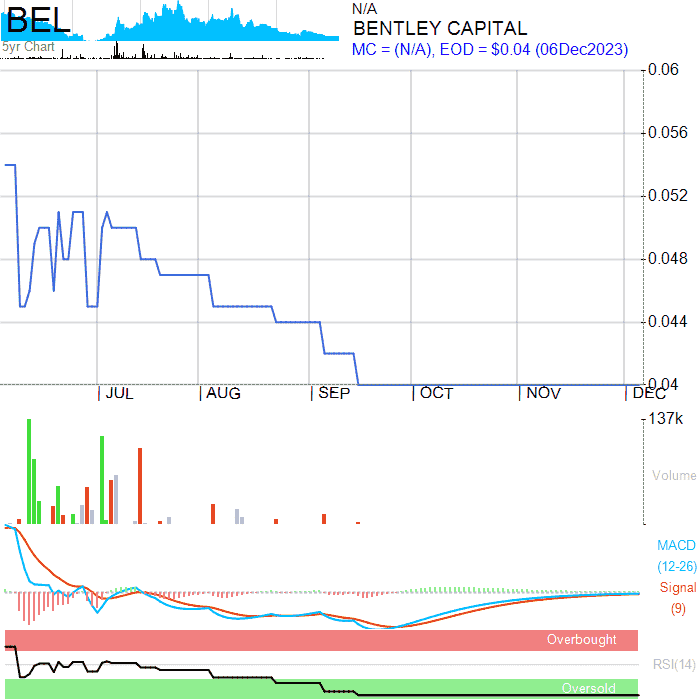 BEL
5yr Chart
N/A
BENTLEY CAPITAL
MC = (N/A), EOD = $0.04 (06Dec2023)
0.06
0.056
0.052
0.048
0.044
0.04
JUL AUG SEP OCT NOV DEC
137k
Volume
MACD
(12-26)
Signal
(9)
Overbought
RSI(14)
Oversold